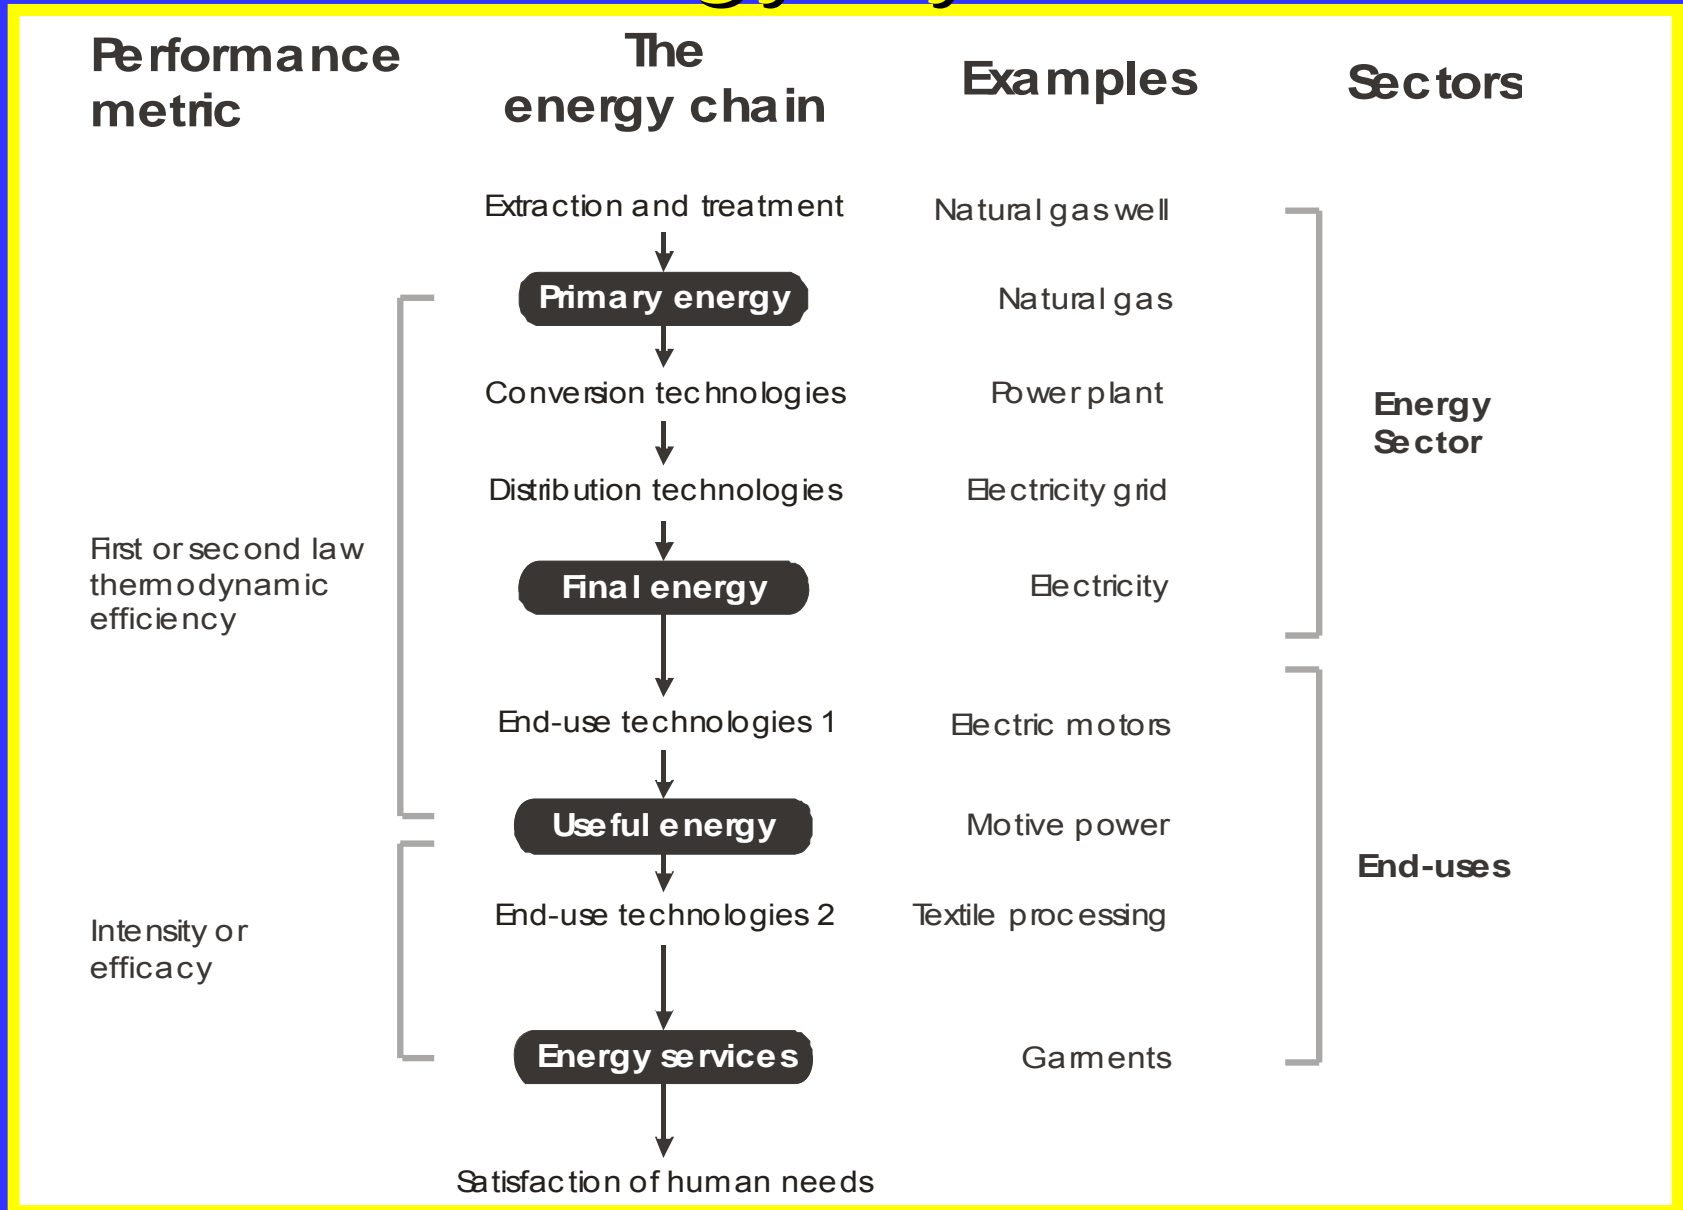 Performance
metric
The
energy chain
Examples
Sectors
Extraction and treatment
Natural gas well
Primary energy
Natural gas
Conversion technologies
Power plant
Energy
Sector
Distribution technologies
Electricity grid
First or second law
thermodynamic
efficiency
Final energy
Electricity
End-use technologies 1
Electric motors
Useful energy
Motive power
End-uses
End-use technologies 2
Textile processing
Intensity or
efficacy
Energy services
Garments
Satisfaction of human needs